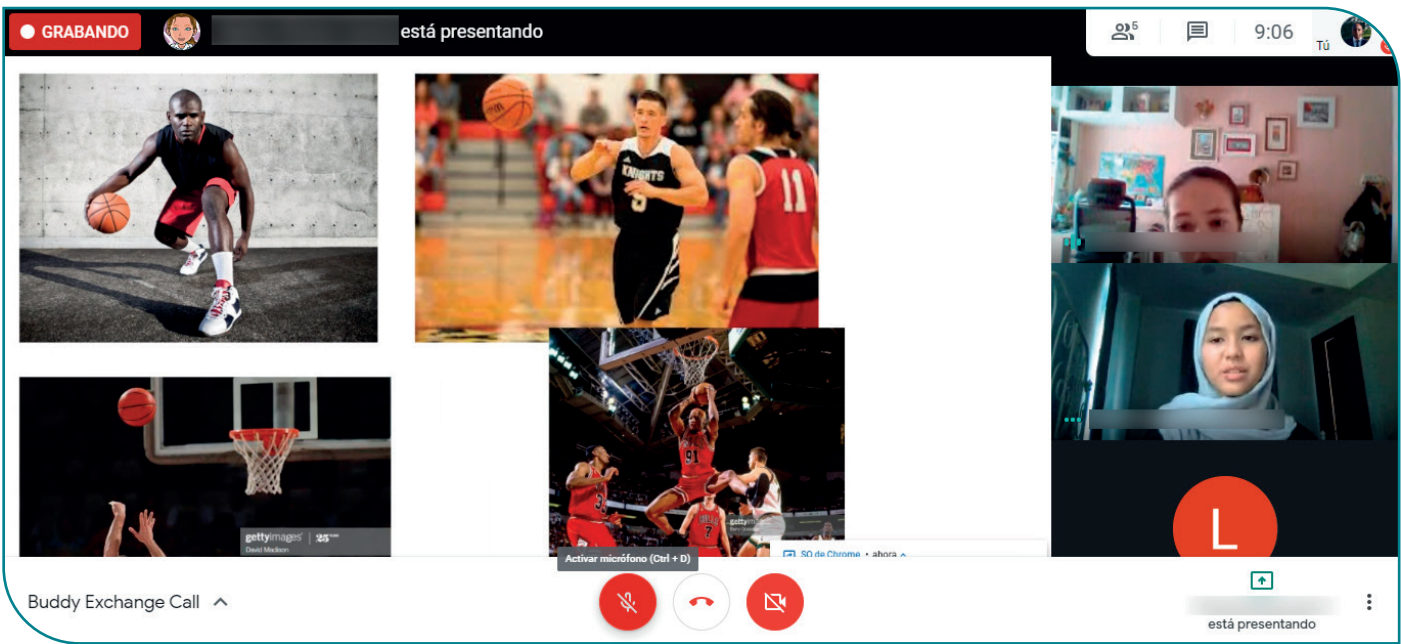 GRABANDO
está presentando
5
9:06
Tú
KNIGHTS
5
11
91
3
7
gettyimages
David Madison
gettyimages
Activar micrófono (Ctrl + D)
SO de Chrome • ahora
L
Buddy Exchange Call
está presentando